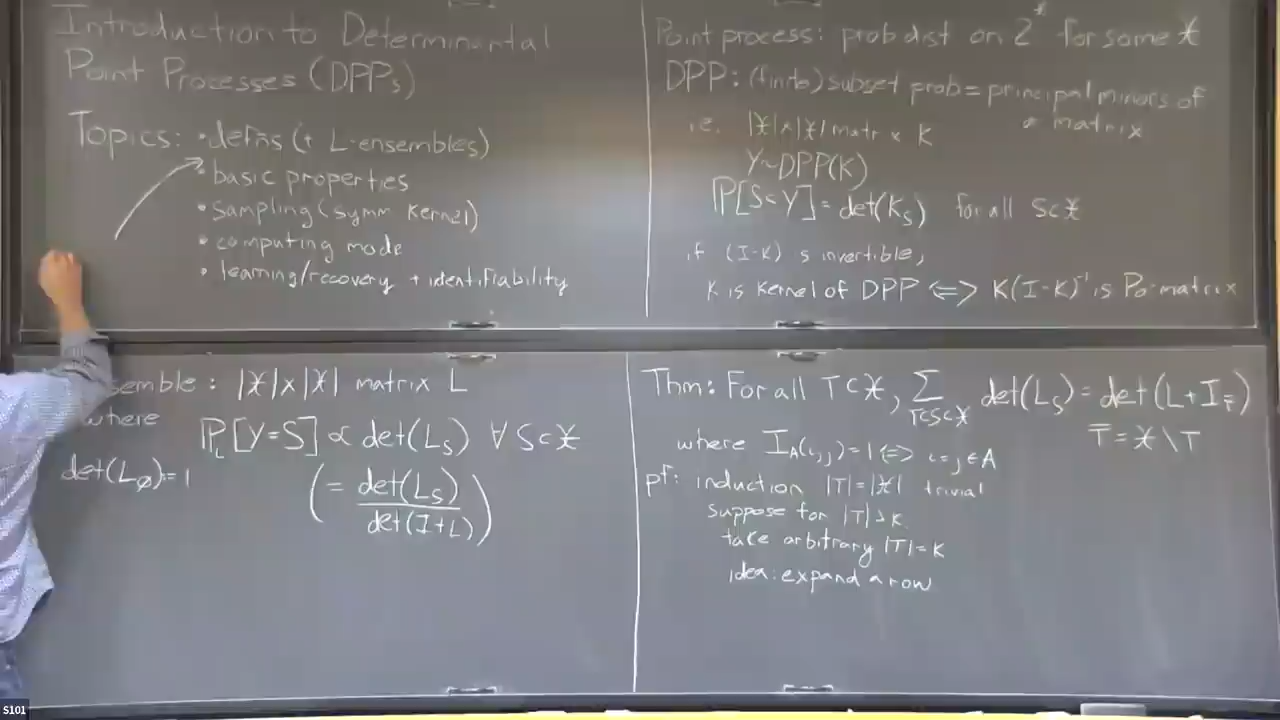 Introduction to Determinantal
Point Processes (DPPs)
Topics: • defns (+ L-ensembles)
• basic properties
• sampling (symm kernel)
• computing mode
• learning/recovery + identifiability
Point process: prob dist on 2^𝒳 for some 𝒳
DPP: (finite) subset prob = principal minors of
a matrix
i.e. |𝒳|x|𝒳| matrix K
Y~DPP(K)
ℙ[S⊂Y] = det(K_S) for all S⊂𝒳
if (I-K) is invertible,
K is kernel of DPP ⟺ K(I-K)^{-1} is P₀-matrix
semble: |𝒳|x|𝒳| matrix L
where
ℙ_L[Y=S] ∝ det(L_S) ∀ S⊂𝒳
det(L_∅)=1
(= det(L_S) / det(I+L))
Thm: For all T⊂𝒳, ∑_{T⊂S⊂𝒳} det(L_S) = det(L+I_T̄)
T̄ = 𝒳\T
where I_A(i,j)=1 ⟺ i=j∈A
pf: induction |T|=|𝒳| trivial
suppose for |T|>k
take arbitrary |T|=k
idea: expand a row
S101